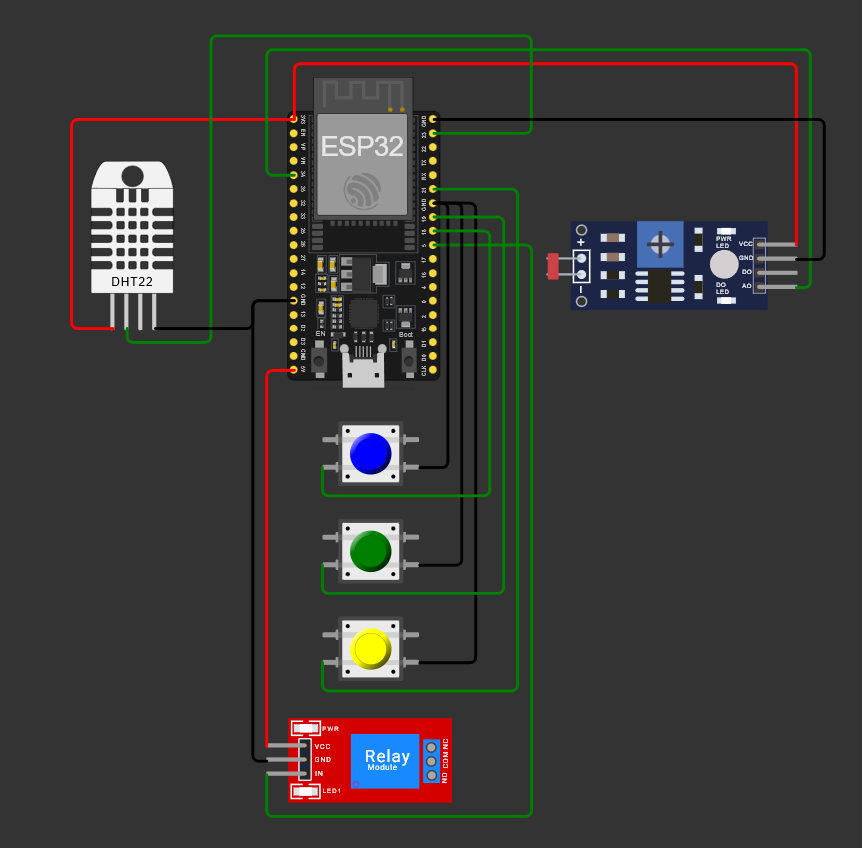 ESP32
3V3
EN
VP
VN
34
35
32
33
25
26
27
14
12
GND
13
D2
D3
CMD
5V
GND
23
22
TX
RX
21
GND
19
18
5
17
16
4
0
2
15
D1
D0
CLK
EN
Boot
DHT22
+
−
PWR
LED
DO
LED
VCC
GND
DO
AO
PWR
VCC
GND
IN
LED1
Relay
Module
NO COM NC